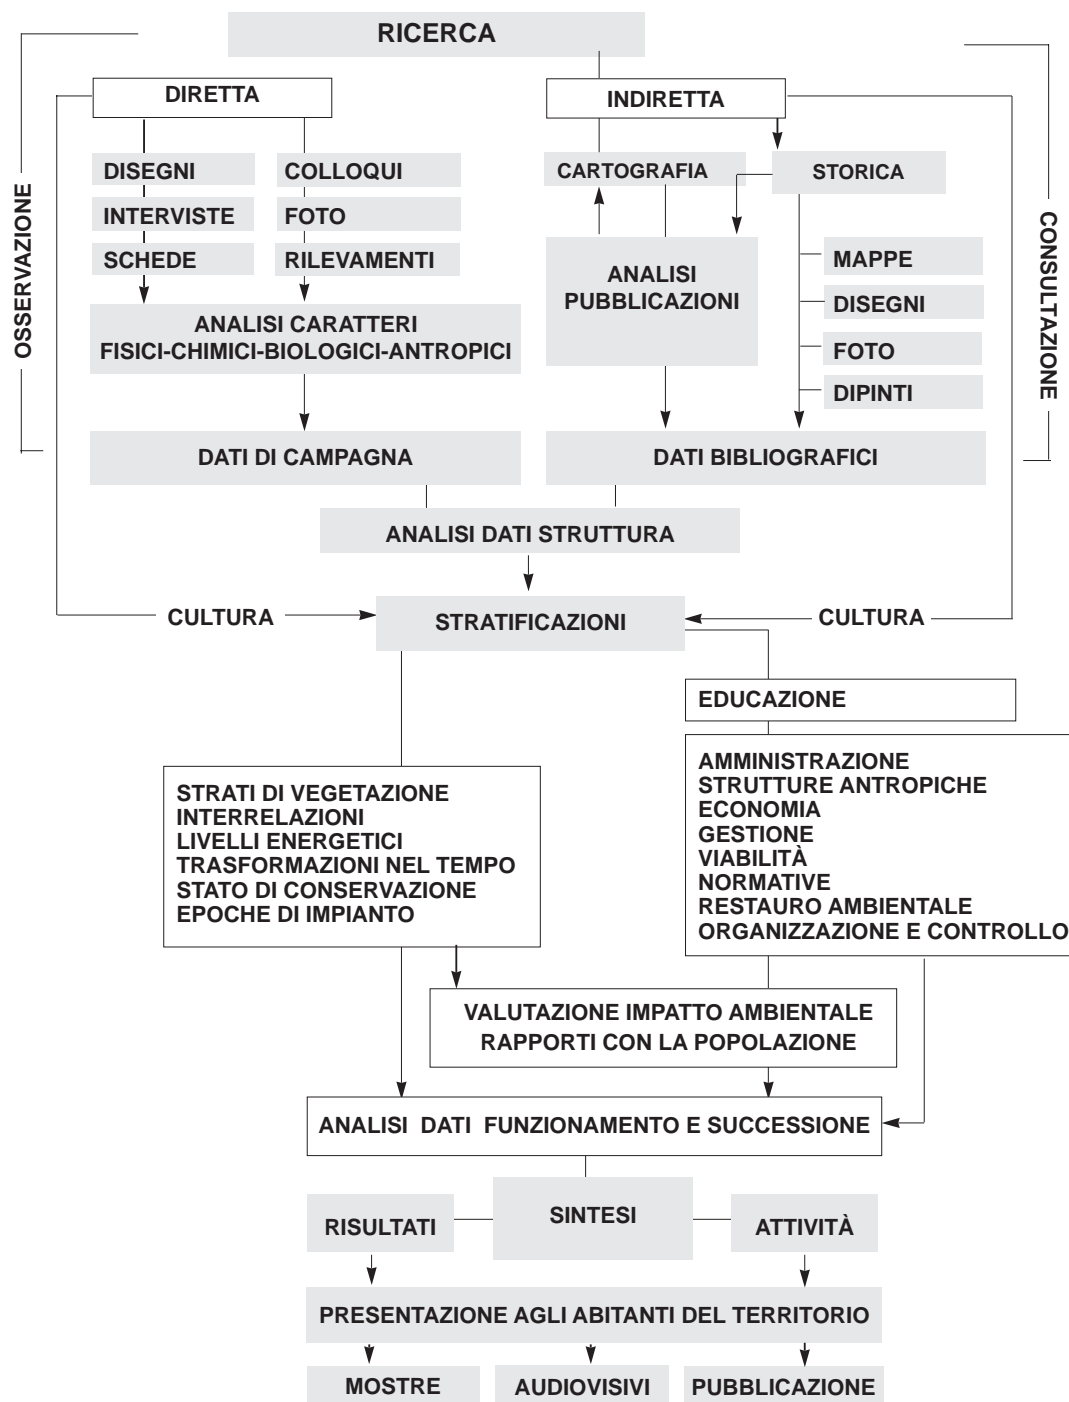 RICERCA
DIRETTA
INDIRETTA
OSSERVAZIONE
DISEGNI
COLLOQUI
INTERVISTE
FOTO
SCHEDE
RILEVAMENTI
ANALISI CARATTERI
FISICI-CHIMICI-BIOLOGICI-ANTROPICI
DATI DI CAMPAGNA
CARTOGRAFIA
STORICA
ANALISI
PUBBLICAZIONI
MAPPE
DISEGNI
FOTO
DIPINTI
DATI BIBLIOGRAFICI
CONSULTAZIONE
ANALISI DATI STRUTTURA
CULTURA
STRATIFICAZIONI
CULTURA
EDUCAZIONE
STRATI DI VEGETAZIONE
INTERRELAZIONI
LIVELLI ENERGETICI
TRASFORMAZIONI NEL TEMPO
STATO DI CONSERVAZIONE
EPOCHE DI IMPIANTO
AMMINISTRAZIONE
STRUTTURE ANTROPICHE
ECONOMIA
GESTIONE
VIABILITÀ
NORMATIVE
RESTAURO AMBIENTALE
ORGANIZZAZIONE E CONTROLLO
VALUTAZIONE IMPATTO AMBIENTALE
RAPPORTI CON LA POPOLAZIONE
ANALISI DATI FUNZIONAMENTO E SUCCESSIONE
RISULTATI
SINTESI
ATTIVITÀ
PRESENTAZIONE AGLI ABITANTI DEL TERRITORIO
MOSTRE
AUDIOVISIVI
PUBBLICAZIONE